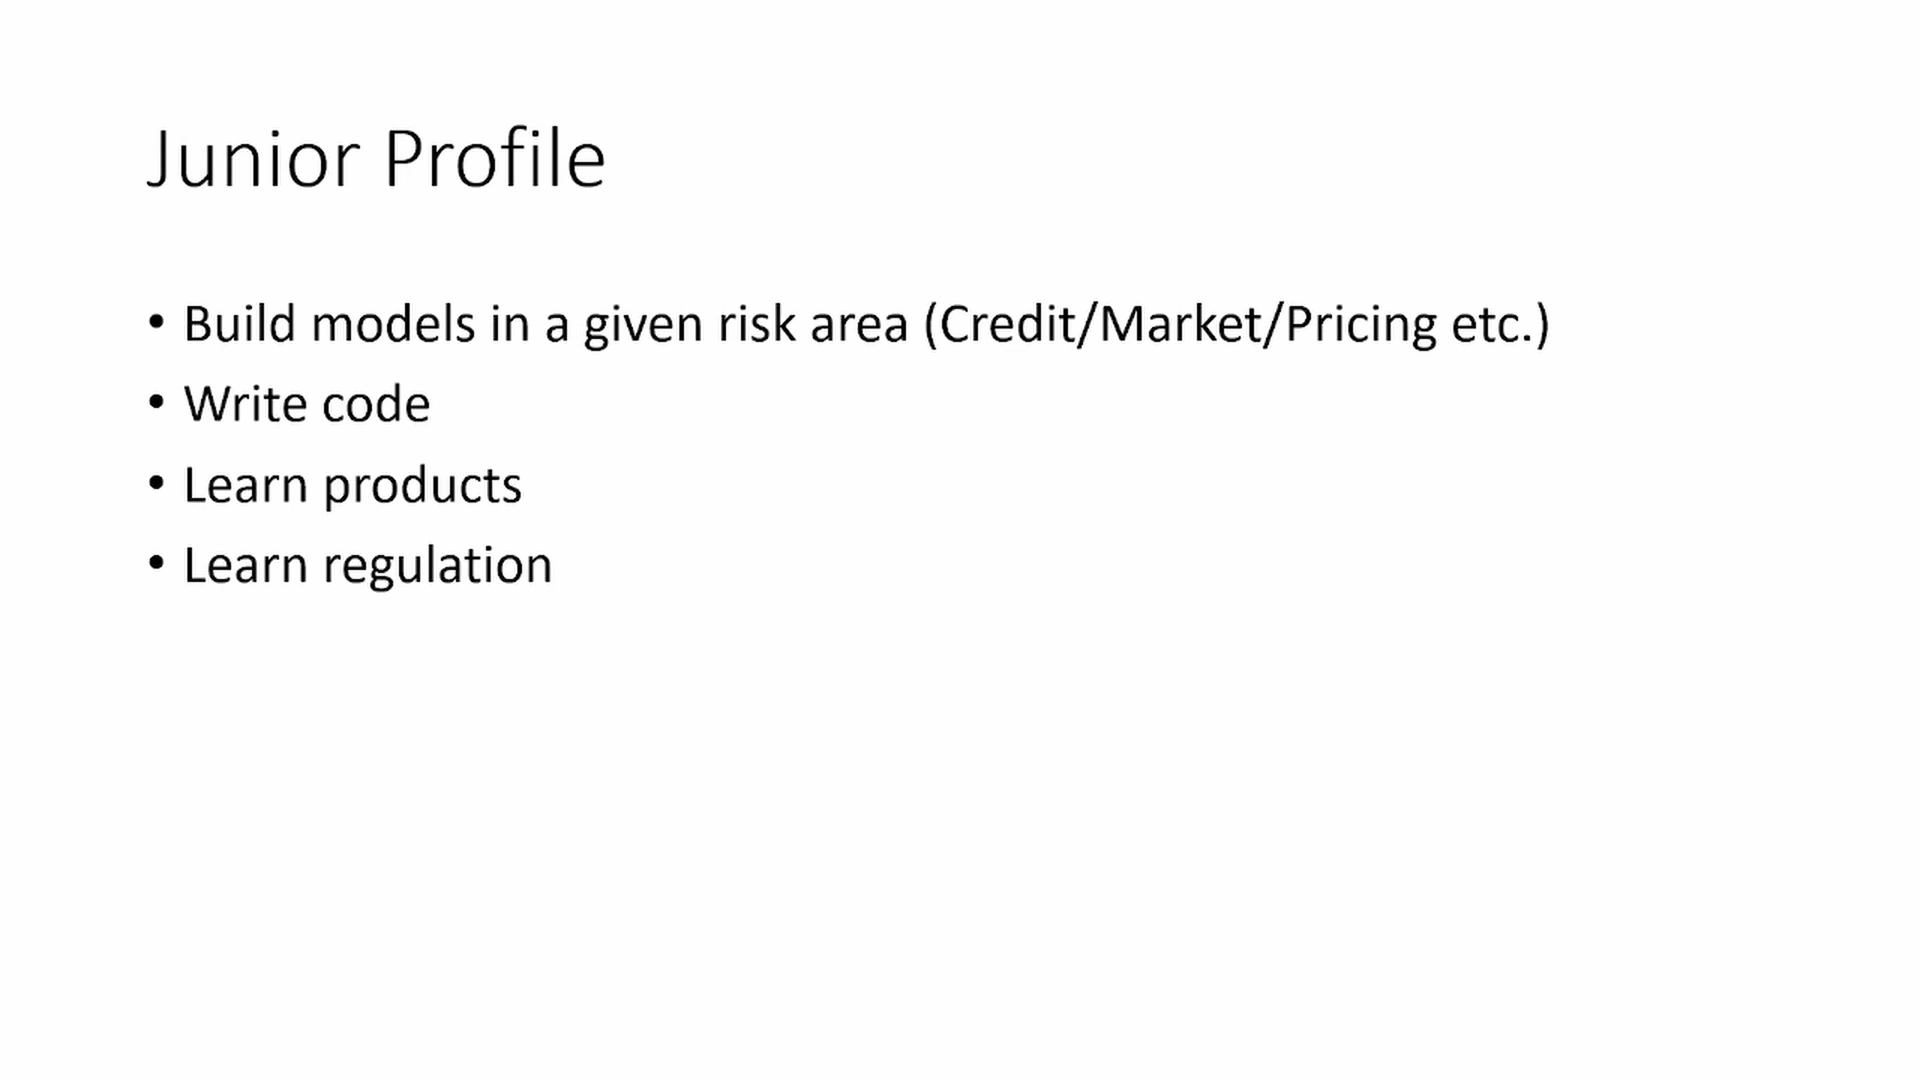 Junior Profile
• Build models in a given risk area (Credit/Market/Pricing etc.)
• Write code
• Learn products
• Learn regulation